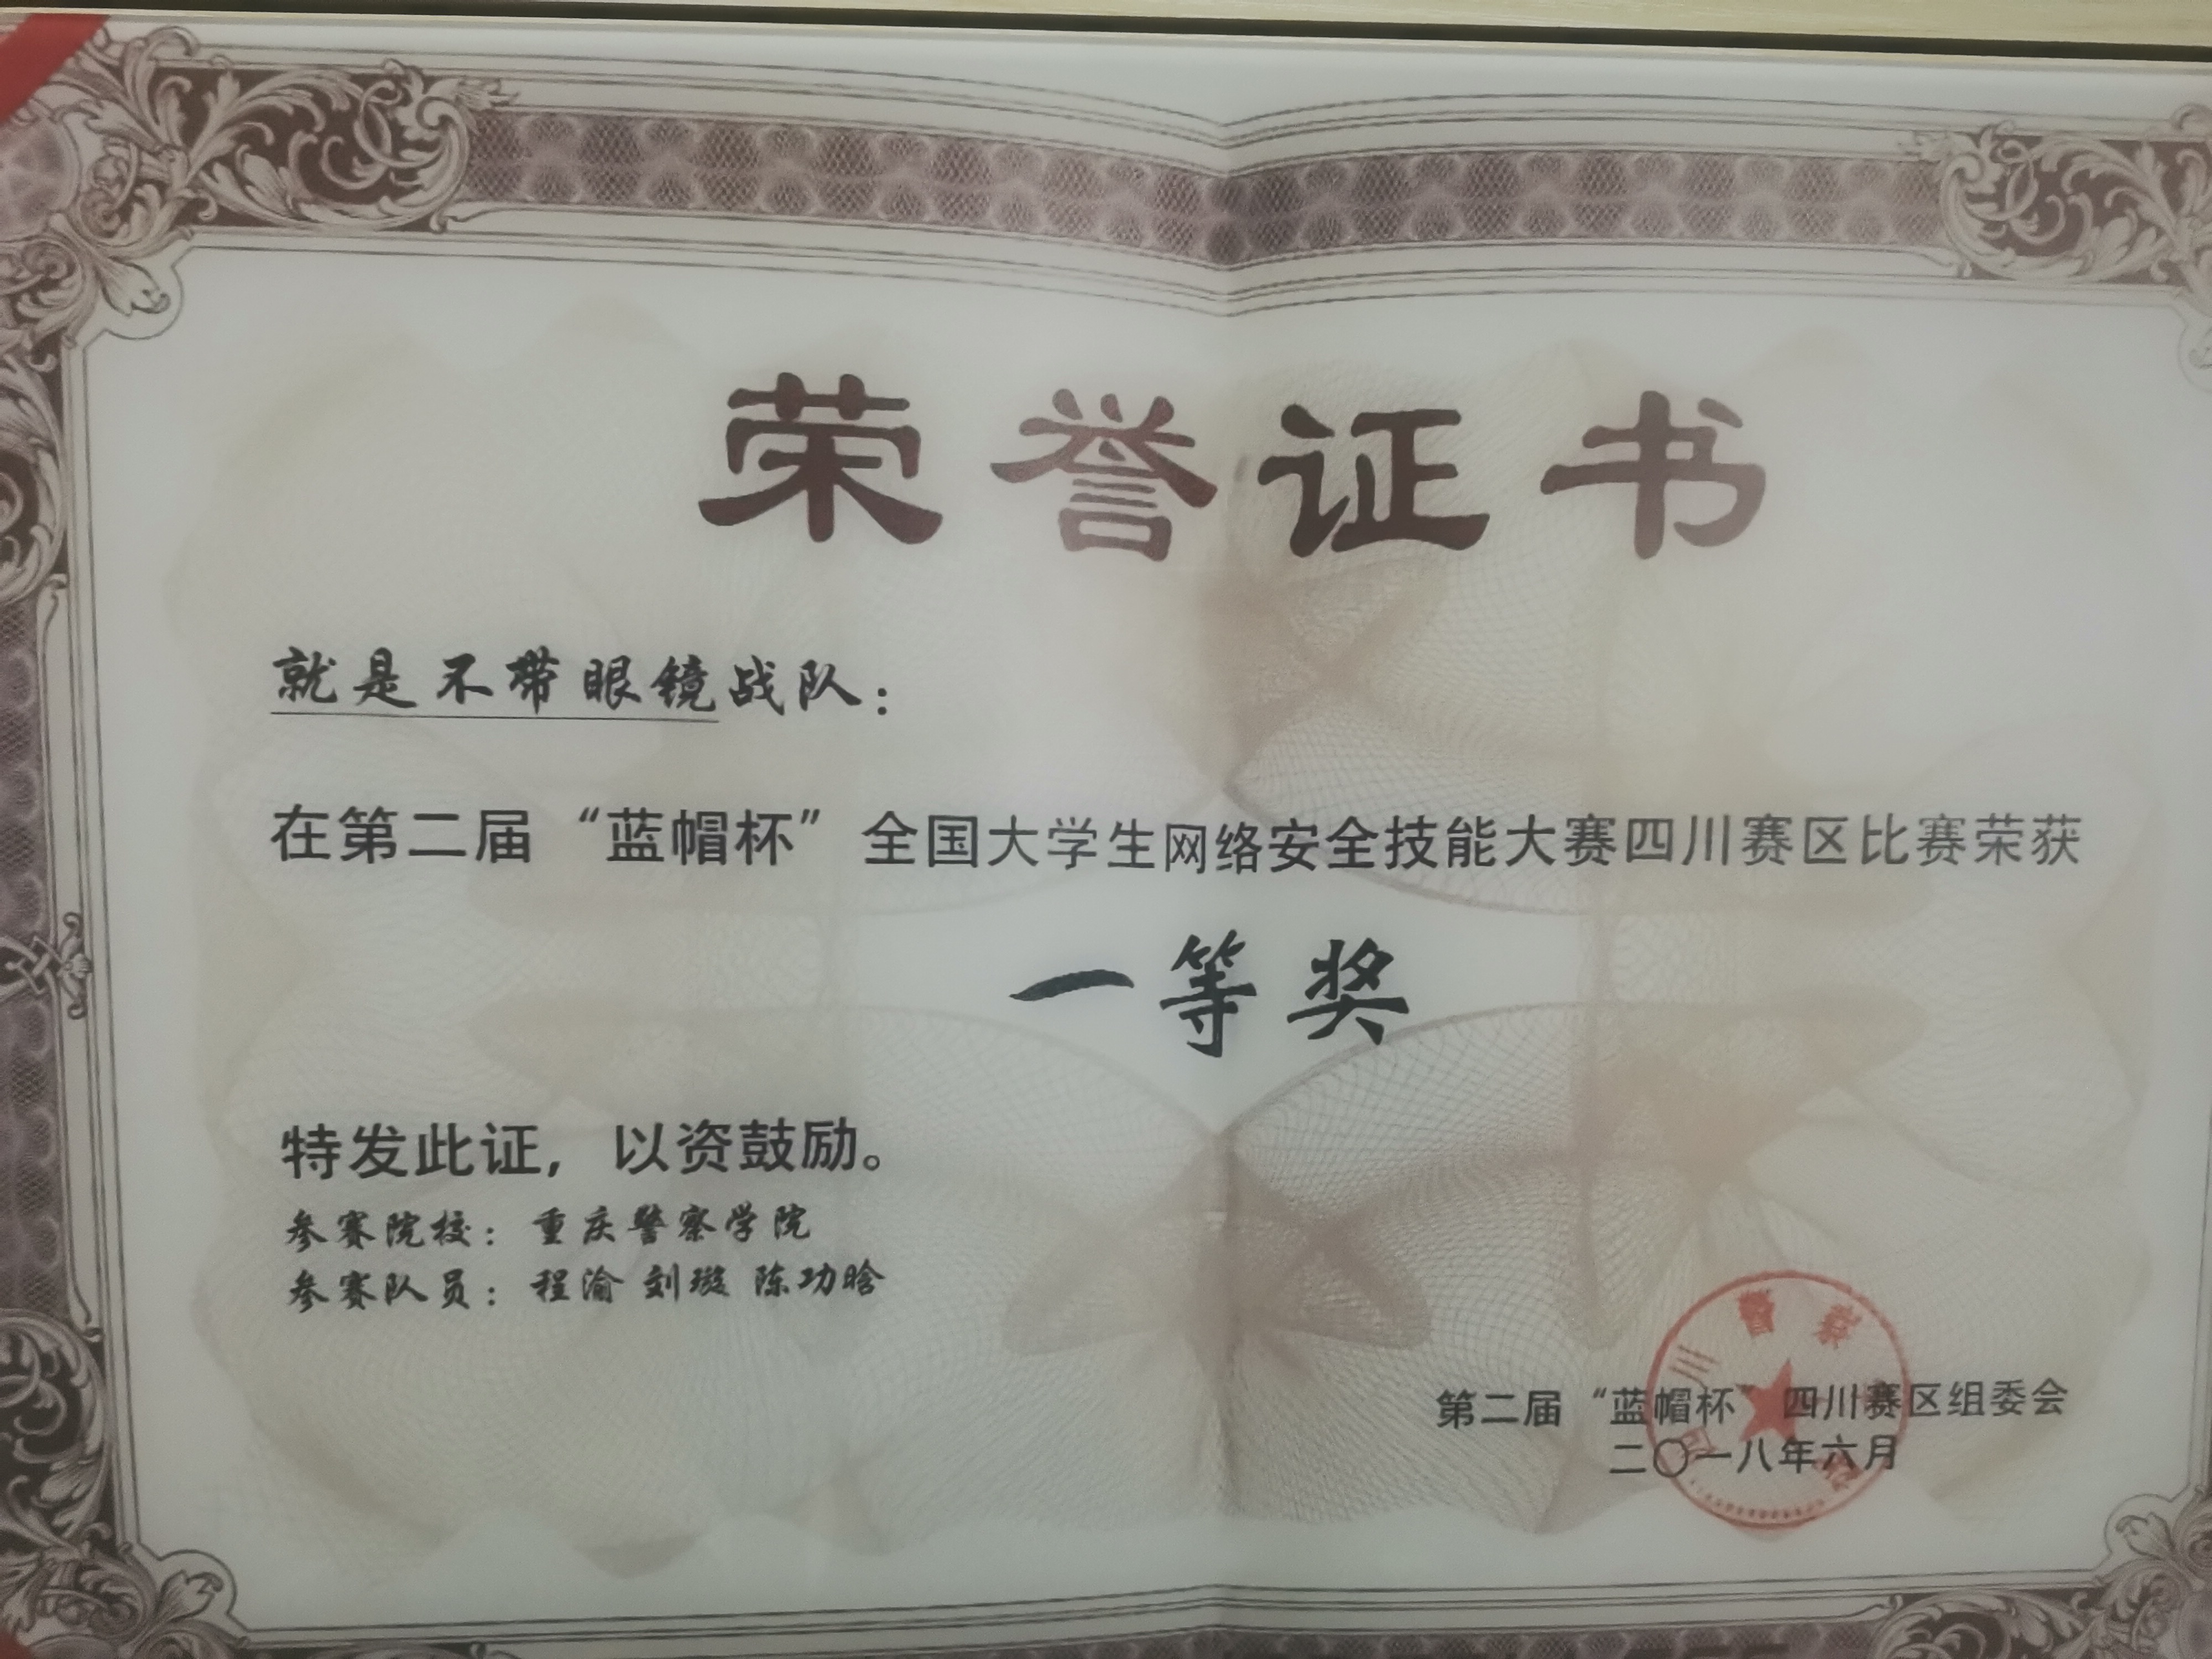 荣誉证书
就是不带眼镜战队：
在第二届“蓝帽杯”全国大学生网络安全技能大赛四川赛区比赛荣获
一等奖
特发此证，以资鼓励。
参赛院校：重庆警察学院
参赛队员：程渝 刘璇 陈功晗
第二届“蓝帽杯”四川赛区组委会
二〇一八年六月